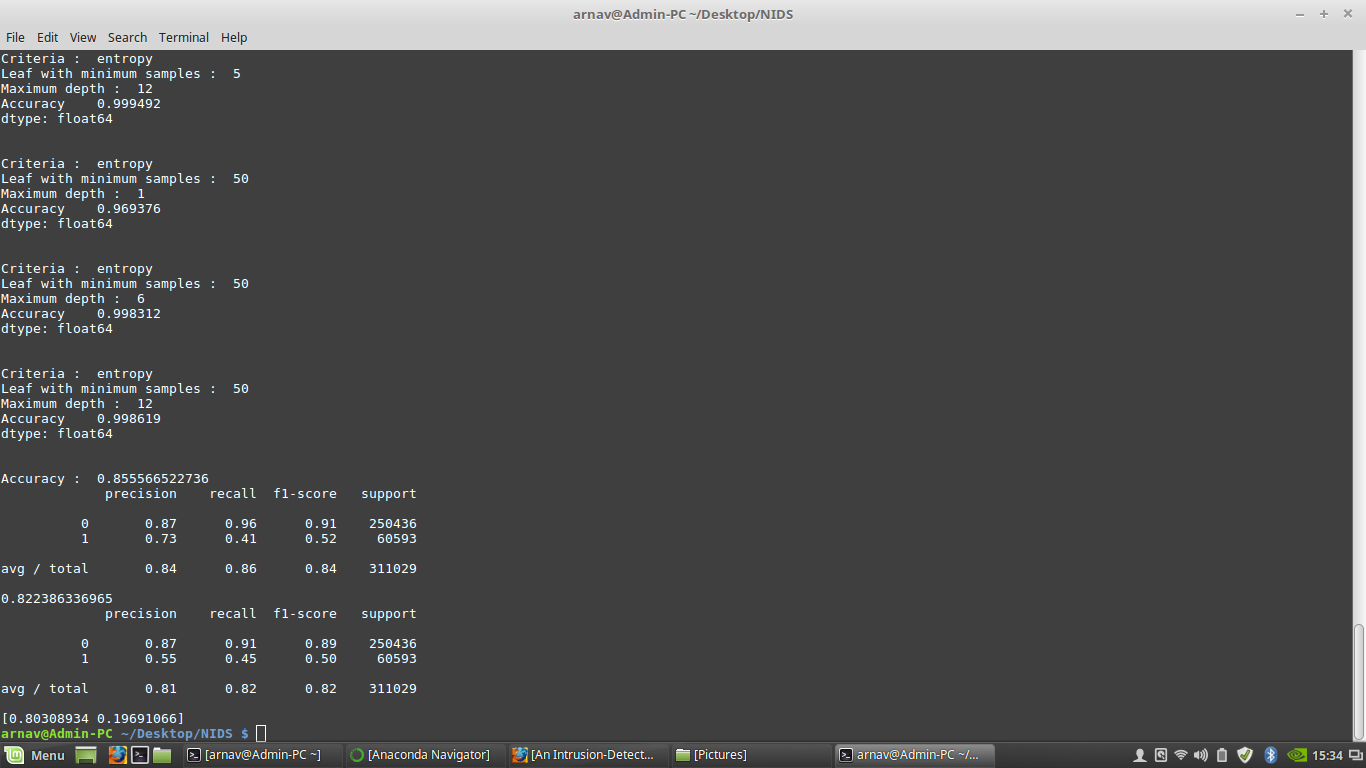 arnav@Admin-PC ~/Desktop/NIDS
File Edit View Search Terminal Help
Criteria :  entropy
Leaf with minimum samples :  5
Maximum depth :  12
Accuracy    0.999492
dtype: float64
Criteria :  entropy
Leaf with minimum samples :  50
Maximum depth :  1
Accuracy    0.969376
dtype: float64
Criteria :  entropy
Leaf with minimum samples :  50
Maximum depth :  6
Accuracy    0.998312
dtype: float64
Criteria :  entropy
Leaf with minimum samples :  50
Maximum depth :  12
Accuracy    0.998619
dtype: float64
Accuracy :  0.855566522736
precision    recall  f1-score   support
0       0.87      0.96      0.91    250436
1       0.73      0.41      0.52     60593
avg / total       0.84      0.86      0.84    311029
0.822386336965
precision    recall  f1-score   support
0       0.87      0.91      0.89    250436
1       0.55      0.45      0.50     60593
avg / total       0.81      0.82      0.82    311029
[0.80308934 0.19691066]
arnav@Admin-PC ~/Desktop/NIDS $
Menu [arnav@Admin-PC ~] [Anaconda Navigator] [An Intrusion-Detect... [Pictures] arnav@Admin-PC ~/... 15:34